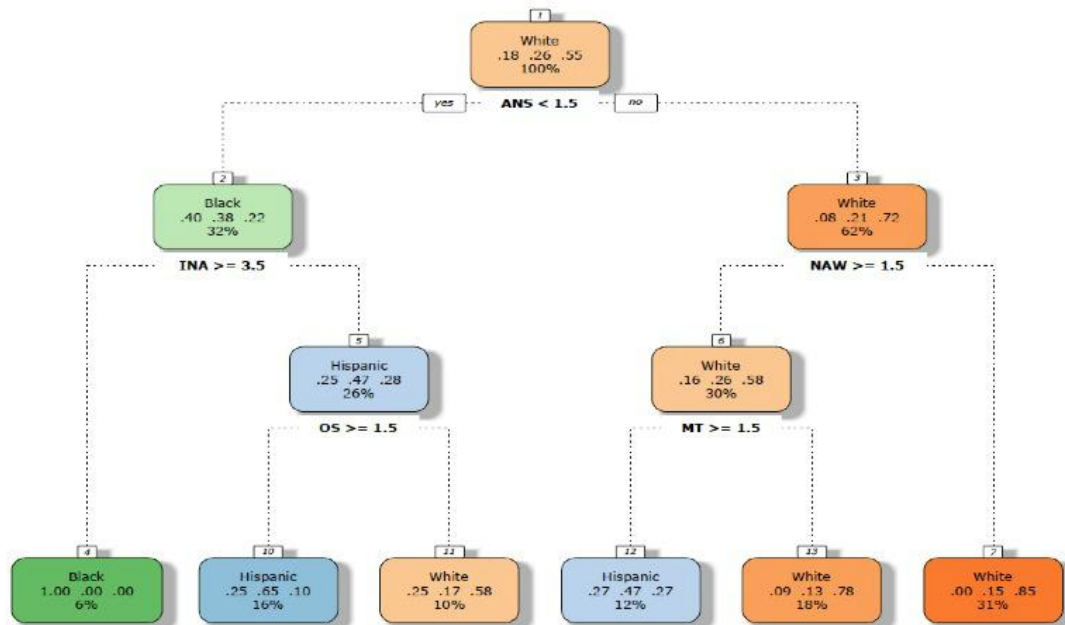 1
White
.18 .26 .55
100%
yes ANS < 1.5 no
2
Black
.40 .38 .22
32%
3
White
.08 .21 .72
62%
INA >= 3.5
NAW >= 1.5
5
Hispanic
.25 .47 .28
26%
6
White
.16 .26 .58
30%
OS >= 1.5
MT >= 1.5
4
Black
1.00 .00 .00
6%
10
Hispanic
.25 .65 .10
16%
11
White
.25 .17 .58
10%
12
Hispanic
.27 .47 .27
12%
13
White
.09 .13 .78
18%
7
White
.00 .15 .85
31%